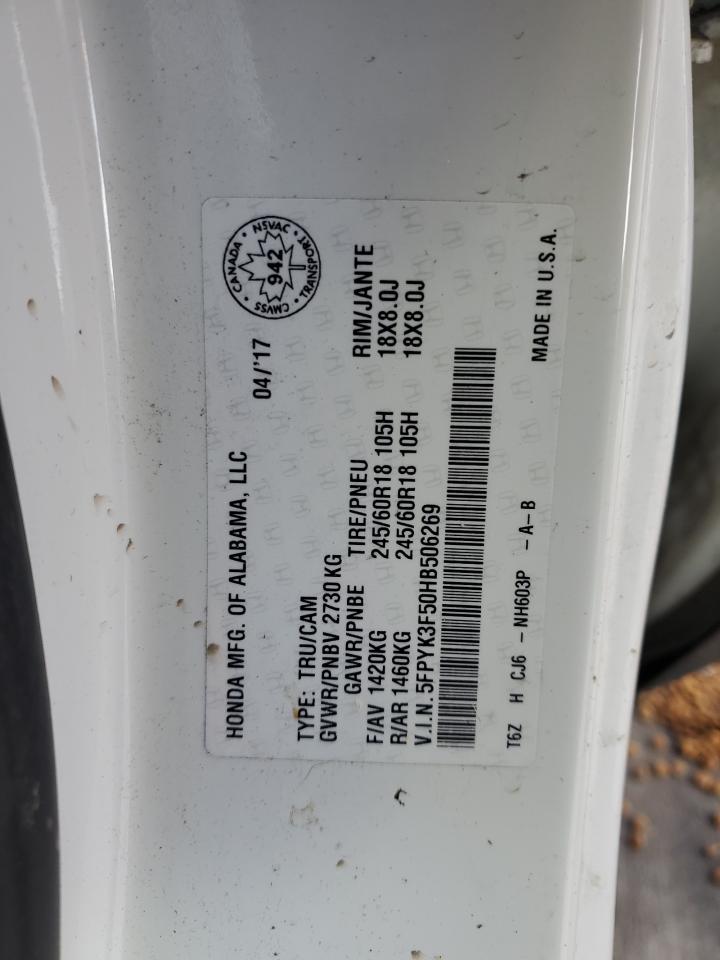 HONDA MFG. OF ALABAMA, LLC
04/'17
CANADA • NSVAC • TRANSPORT • CMVSS •
942
TYPE: TRU/CAM
GVWR/PNBV 2730 KG
GAWR/PNBE TIRE/PNEU RIM/JANTE
F/AV 1420KG 245/60R18 105H 18X8.0J
R/AR 1460KG 245/60R18 105H 18X8.0J
V.I.N. 5FPYK3F50HB506269
T6Z H CJ6 - NH603P - A-B MADE IN U.S.A.